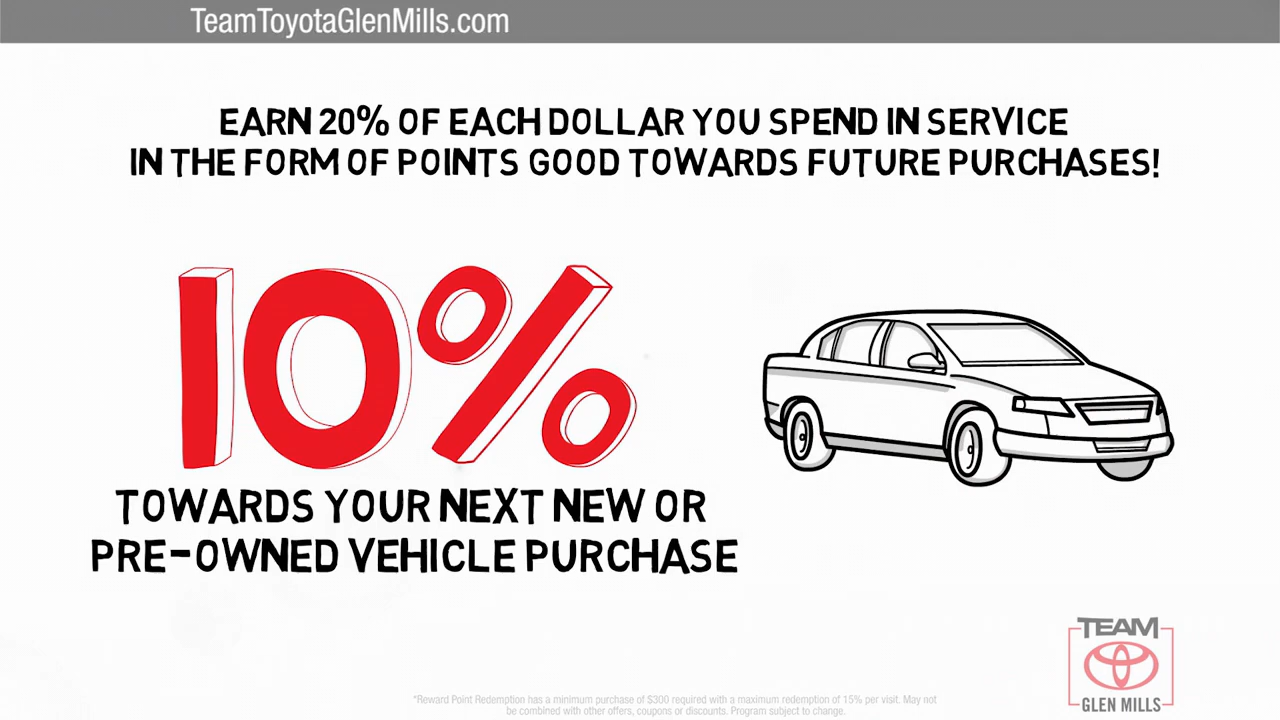 TeamToyotaGlenMills.com
EARN 20% OF EACH DOLLAR YOU SPEND IN SERVICE
IN THE FORM OF POINTS GOOD TOWARDS FUTURE PURCHASES!
10%
TOWARDS YOUR NEXT NEW OR
PRE-OWNED VEHICLE PURCHASE
TEAM
GLEN MILLS
*Reward Point Redemption has a minimum purchase of $300 required with a maximum redemption of 15% per visit. May not
be combined with other offers, coupons or discounts. Program subject to change.